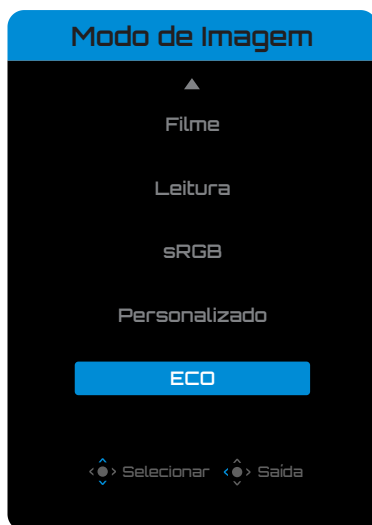 Modo de Imagem
Filme
Leitura
sRGB
Personalizado
ECO
Selecionar Saída